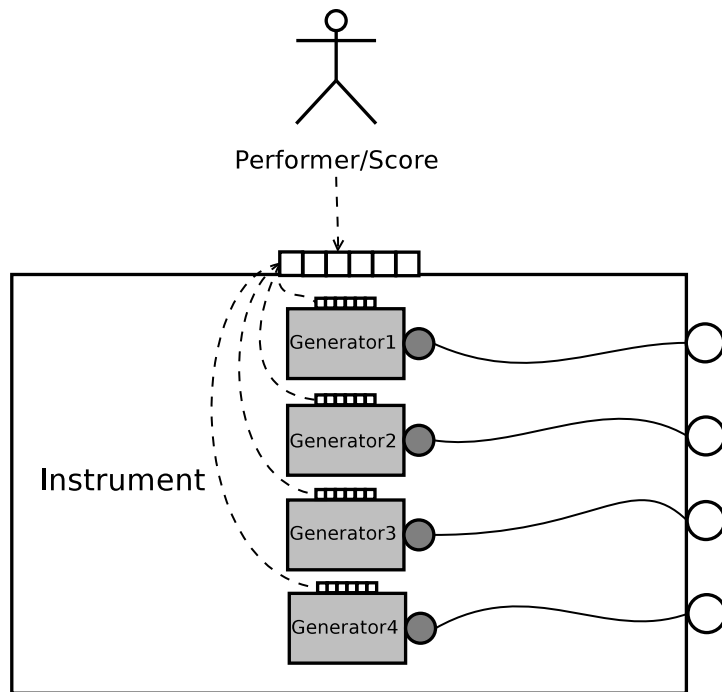 Performer/Score
Generator1
Generator2
Instrument
Generator3
Generator4